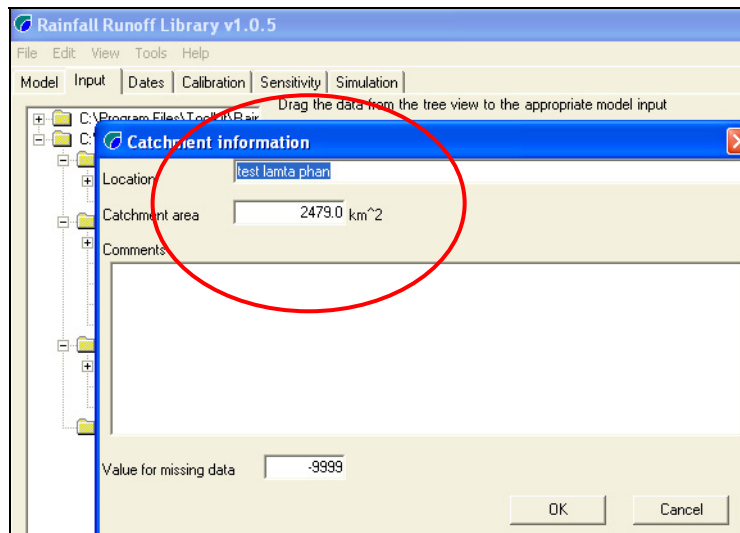 Rainfall Runoff Library v1.0.5
File Edit View Tools Help
Model Input Dates Calibration Sensitivity Simulation
Drag the data from the tree view to the appropriate model input
C:\Program Files\Toolkit\Rair
C:\
Catchment information
Location test lamta phan
Catchment area 2479.0 km^2
Comments
Value for missing data -9999
OK Cancel